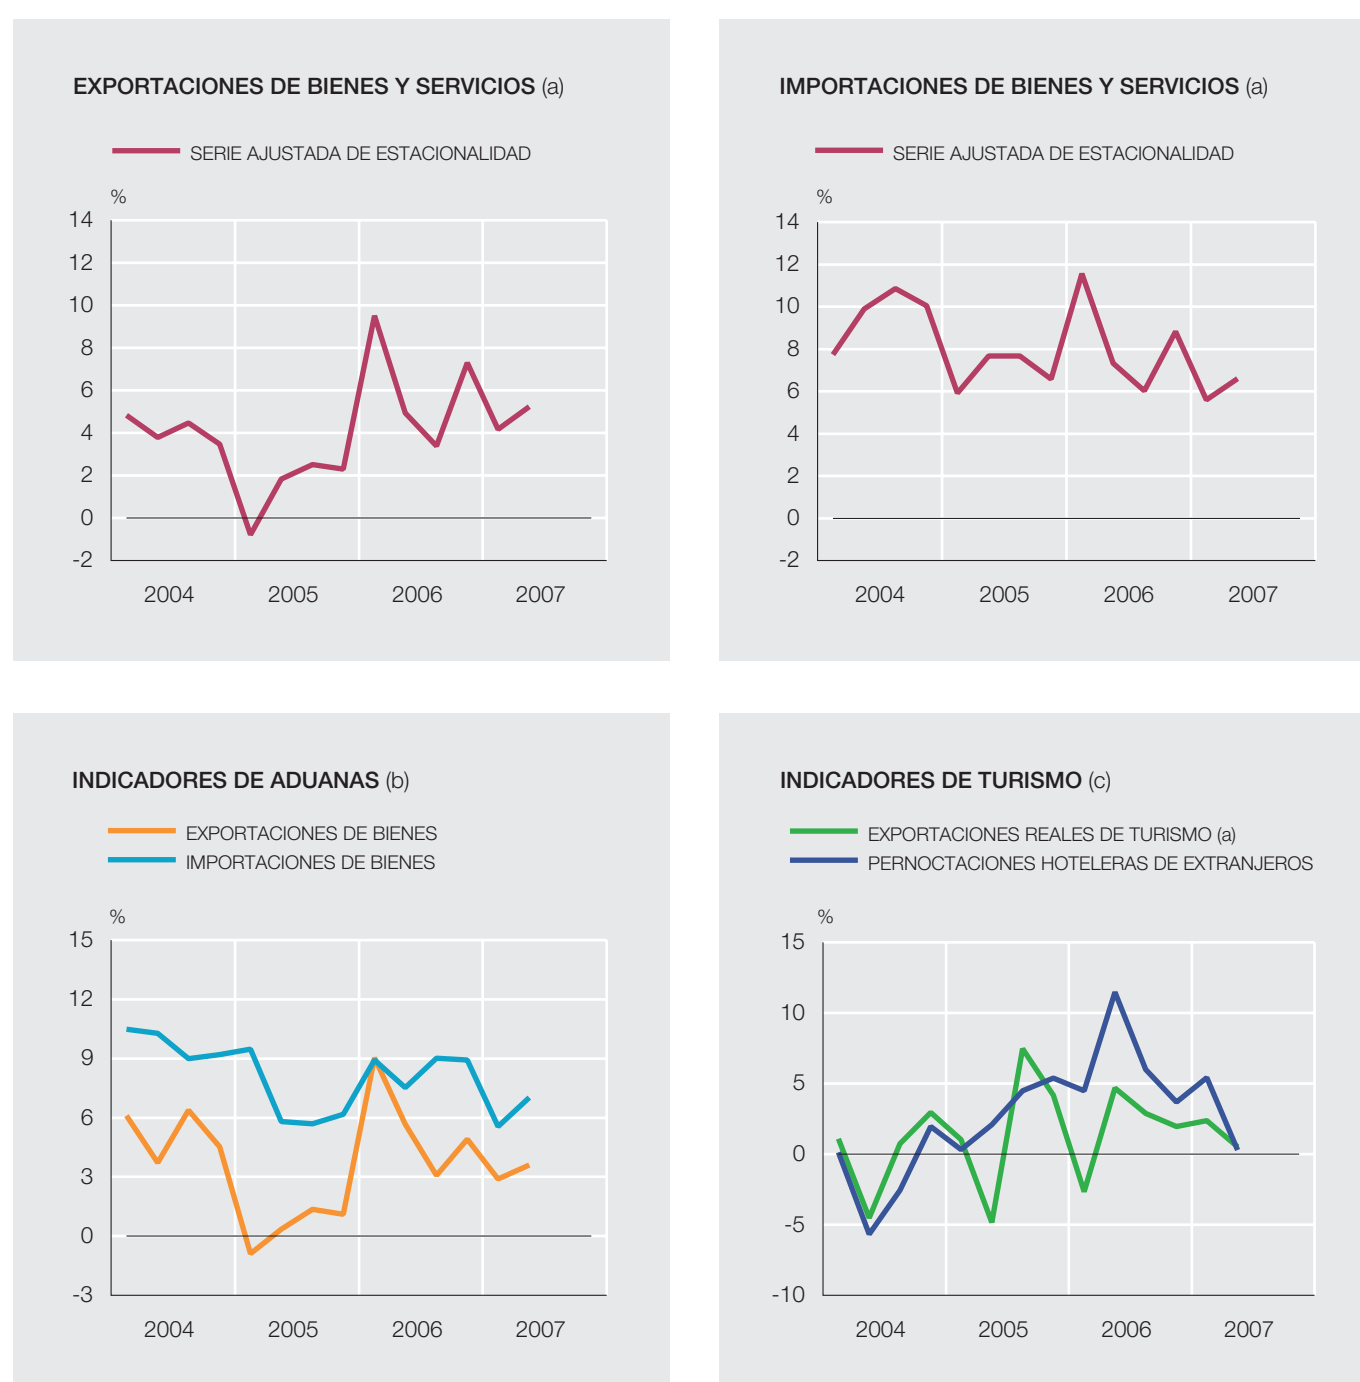 EXPORTACIONES DE BIENES Y SERVICIOS (a)
SERIE AJUSTADA DE ESTACIONALIDAD
%
14
12
10
8
6
4
2
0
-2
2004 2005 2006 2007
IMPORTACIONES DE BIENES Y SERVICIOS (a)
SERIE AJUSTADA DE ESTACIONALIDAD
%
14
12
10
8
6
4
2
0
-2
2004 2005 2006 2007
INDICADORES DE ADUANAS (b)
EXPORTACIONES DE BIENES
IMPORTACIONES DE BIENES
%
15
12
9
6
3
0
-3
2004 2005 2006 2007
INDICADORES DE TURISMO (c)
EXPORTACIONES REALES DE TURISMO (a)
PERNOCTACIONES HOTELERAS DE EXTRANJEROS
%
15
10
5
0
-5
-10
2004 2005 2006 2007